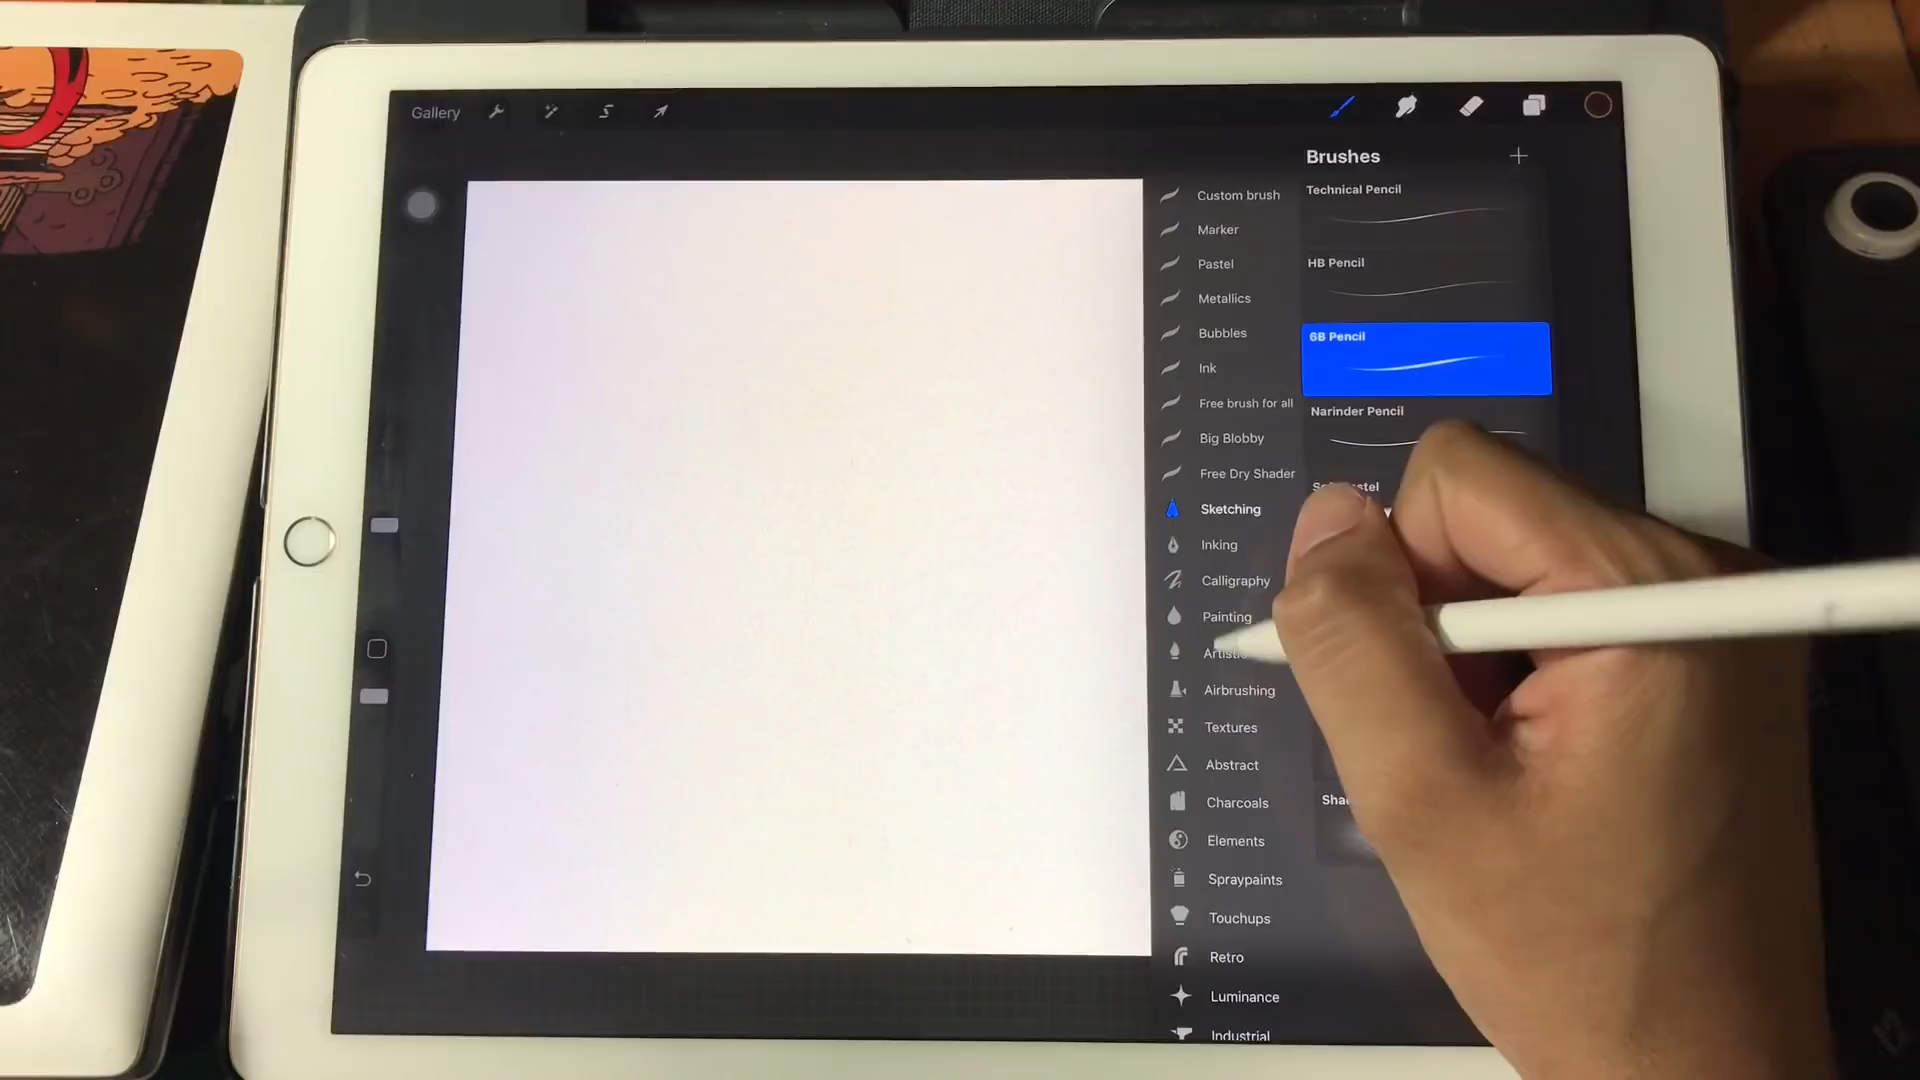 Gallery
Brushes
Custom brush
Marker
Pastel
Metallics
Bubbles
Ink
Free brush for all
Big Blobby
Free Dry Shader
Sketching
Inking
Calligraphy
Painting
Airbrushing
Textures
Abstract
Charcoals
Elements
Spraypaints
Touchups
Retro
Luminance
Industrial
Technical Pencil
HB Pencil
6B Pencil
Narinder Pencil